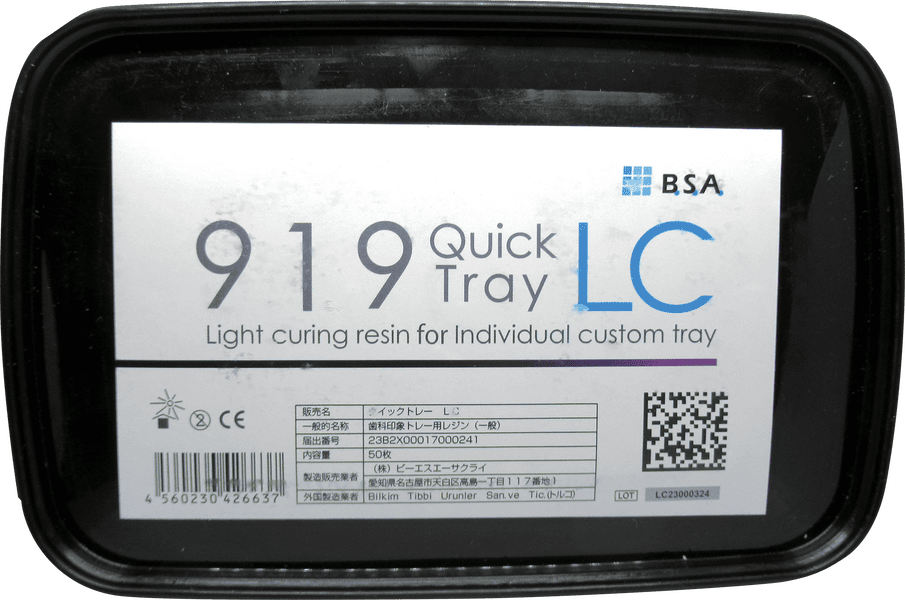 B.S.A.
919 Quick Tray LC
Light curing resin for Individual custom tray
2
CE
販売名 クイックトレー LC
一般的名称 歯科印象トレー用レジン（一般）
届出番号 23B2X00017000241
内容量 50枚
製造販売業者 （株）ビーエスエーサクライ
愛知県名古屋市天白区高島一丁目117番地1
外国製造業者 Bilkim Tibbi Urunler San.ve Tic.(トルコ)
4 560230 426637
LOT LC23000324